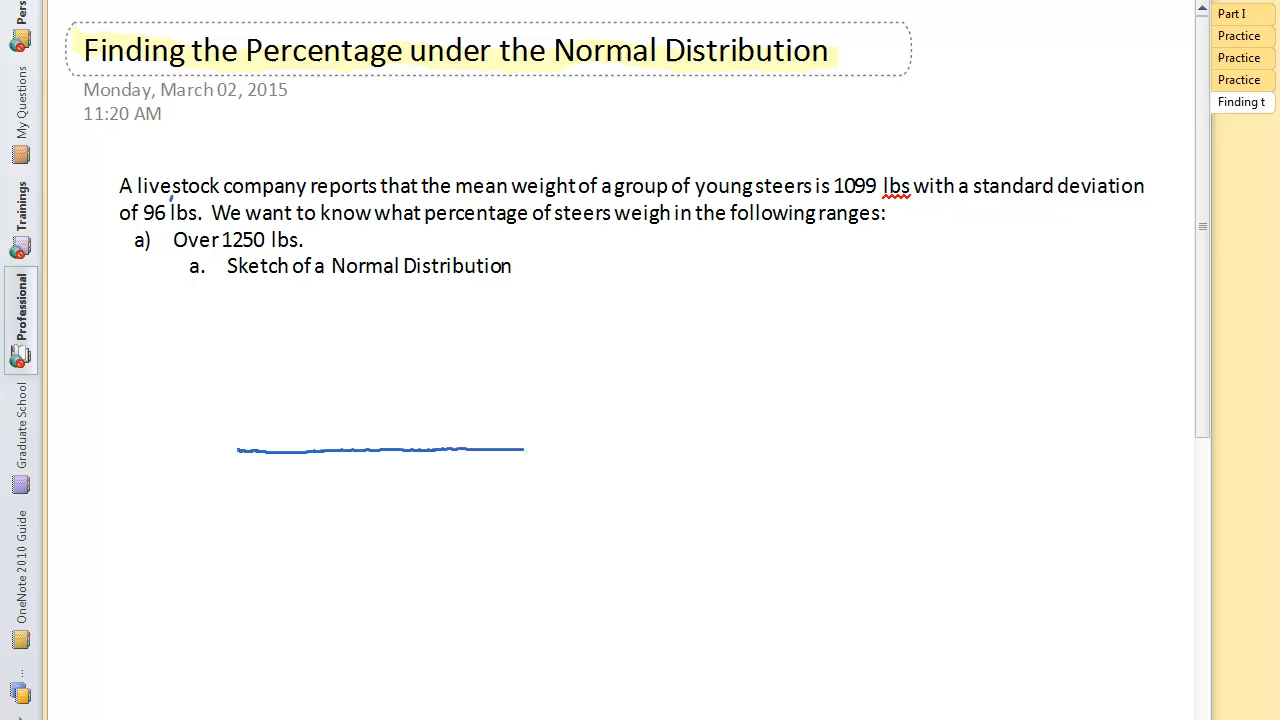 Finding the Percentage under the Normal Distribution
Monday, March 02, 2015
11:20 AM
A livestock company reports that the mean weight of a group of young steers is 1099 lbs with a standard deviation
of 96 lbs. We want to know what percentage of steers weigh in the following ranges:
a) Over 1250 lbs.
a. Sketch of a Normal Distribution
Pers
My Questions
Trainings
Professional
Graduate School
OneNote 2010 Guide
...
Part I
Practice
Practice
Practice
Finding t